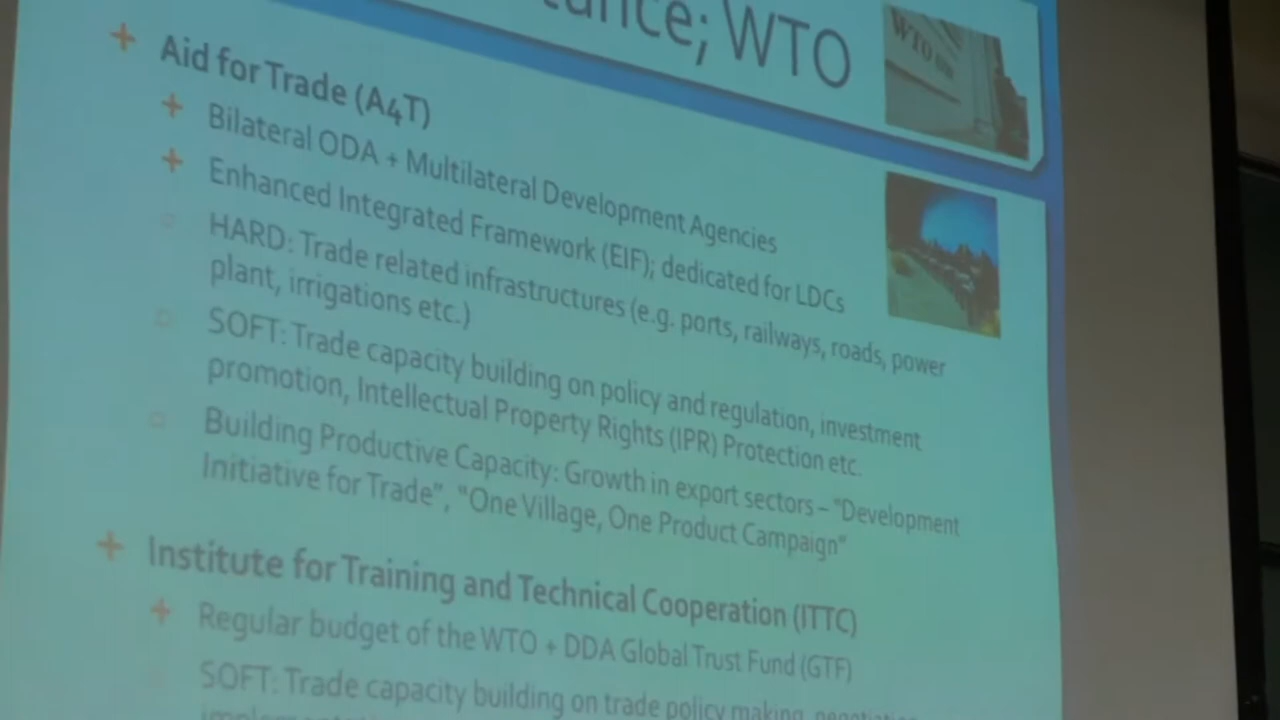 WTO
WTO
Aid for Trade (A4T)
Bilateral ODA + Multilateral Development Agencies
Enhanced Integrated Framework (EIF); dedicated for LDCs
HARD: Trade related infrastructures (e.g. ports, railways, roads, power
plant, irrigations etc.)
SOFT: Trade capacity building on policy and regulation, investment
promotion, Intellectual Property Rights (IPR) Protection etc.
Building Productive Capacity: Growth in export sectors – "Development
Initiative for Trade", "One Village, One Product Campaign"
Institute for Training and Technical Cooperation (ITTC)
Regular budget of the WTO + DDA Global Trust Fund (GTF)
SOFT: Trade capacity building on trade policy making,